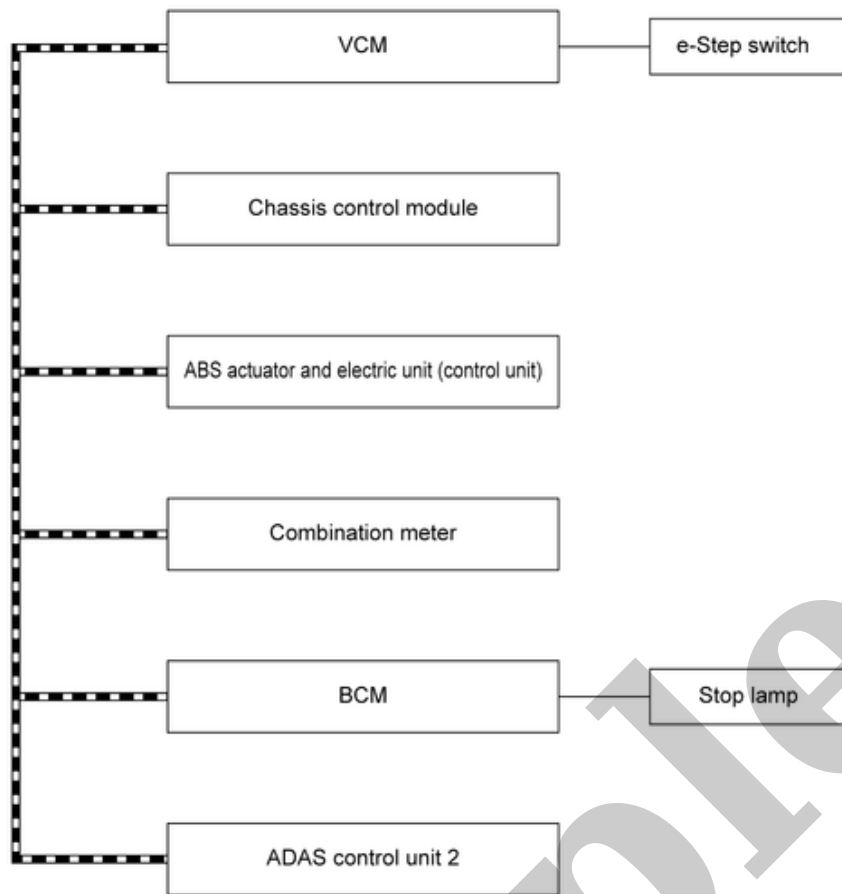 VCM
e-Step switch
Chassis control module
ABS actuator and electric unit (control unit)
Combination meter
BCM
Stop lamp
ADAS control unit 2
ple